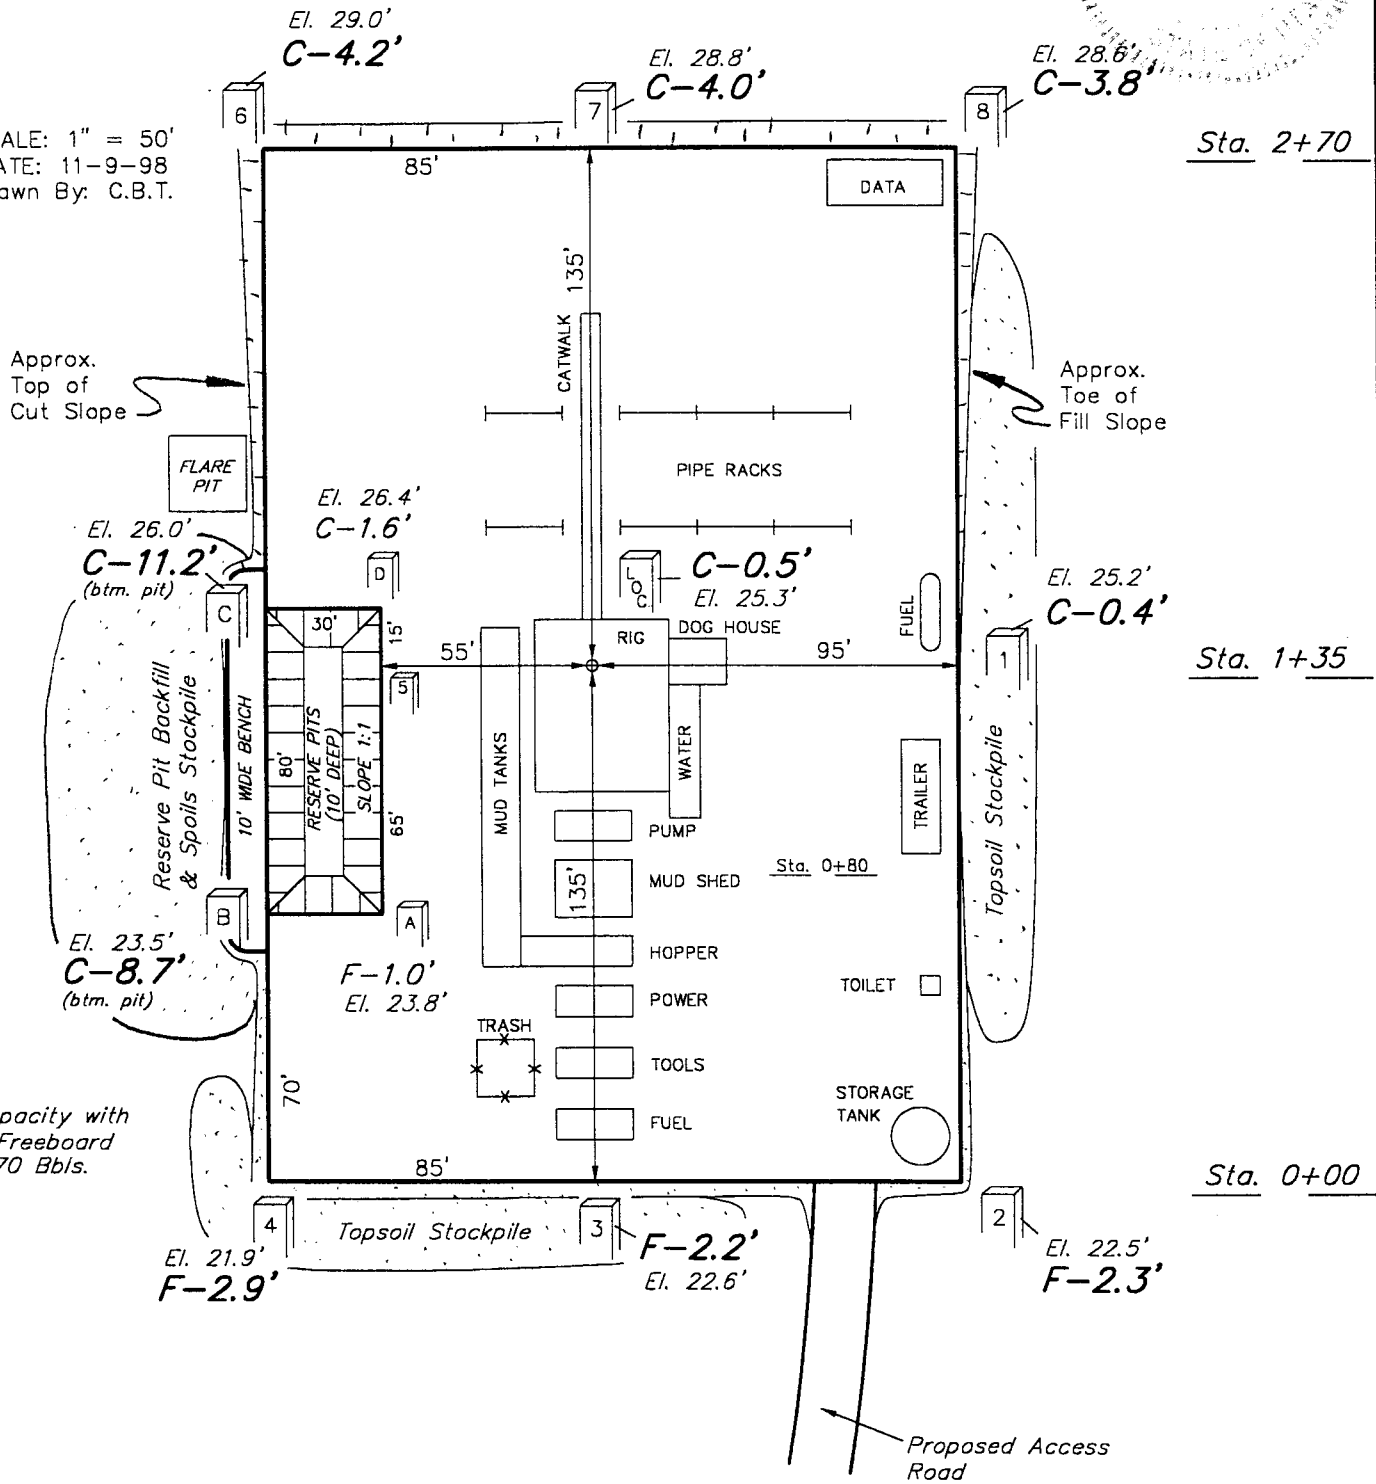 El. 29.0'
C-4.2'
El. 28.8'
C-4.0'
El. 28.6'
C-3.8'
6
7
8
ALE: 1" = 50'
ATE: 11-9-98
awn By: C.B.T.
Sta. 2+70
85'
DATA
135'
CATWALK
Approx.
Top of
Cut Slope
Approx.
Toe of
Fill Slope
FLARE
PIT
PIPE RACKS
El. 26.4'
C-1.6'
El. 26.0'
C-11.2'
(btm. pit)
D
LOC
C-0.5'
El. 25.3'
El. 25.2'
C-0.4'
C
30'
15'
RIG
DOG HOUSE
FUEL
55'
95'
1
Sta. 1+35
5
Reserve Pit Backfill
& Spoils Stockpile
10' WIDE BENCH
80'
RESERVE PITS
(10' DEEP)
SLOPE 1:1
65'
MUD TANKS
WATER
TRAILER
Topsoil Stockpile
PUMP
MUD SHED
135'
Sta. 0+80
HOPPER
B
A
El. 23.5'
C-8.7'
(btm. pit)
F-1.0'
El. 23.8'
POWER
TOILET
TRASH
TOOLS
70'
STORAGE
TANK
FUEL
pacity with
Freeboard
70 Bbls.
85'
Sta. 0+00
4
Topsoil Stockpile
3
2
El. 21.9'
F-2.9'
F-2.2'
El. 22.6'
El. 22.5'
F-2.3'
Proposed Access
Road